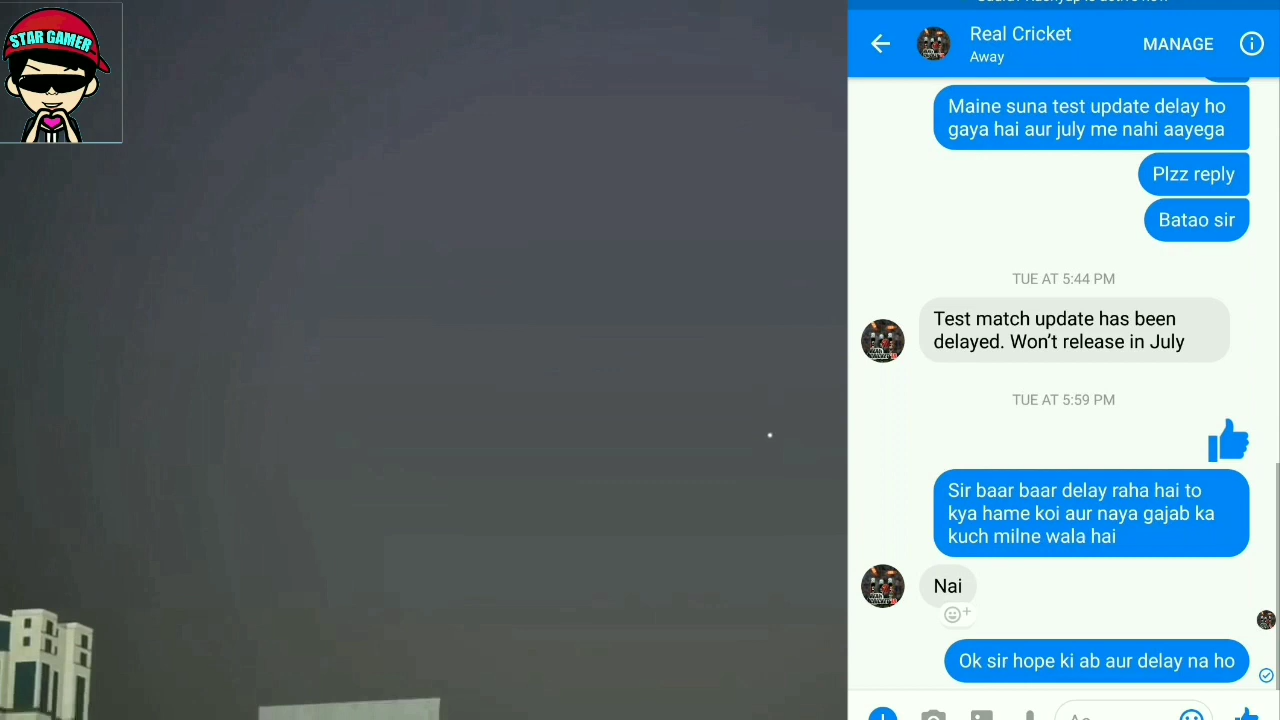 STAR GAMER
Real Cricket
Away
MANAGE
Maine suna test update delay ho
gaya hai aur july me nahi aayega
Plzz reply
Batao sir
TUE AT 5:44 PM
Test match update has been
delayed. Won't release in July
TUE AT 5:59 PM
Sir baar baar delay raha hai to
kya hame koi aur naya gajab ka
kuch milne wala hai
Nai
Ok sir hope ki ab aur delay na ho
Aa